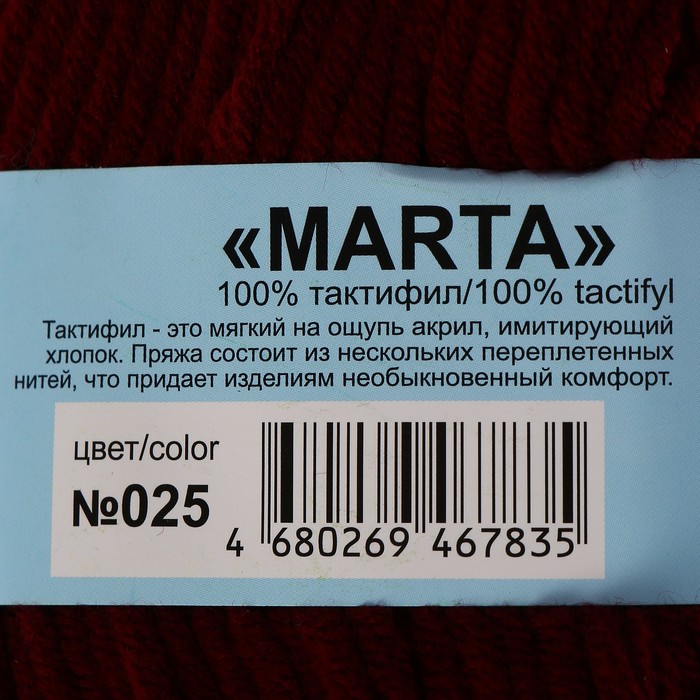 «MARTA»
100% тактифил/100% tactifyl
Тактифил - это мягкий на ощупь акрил, имитирующий
хлопок. Пряжа состоит из нескольких переплетенных
нитей, что придает изделиям необыкновенный комфорт.
цвет/color
№025
4 680269 467835